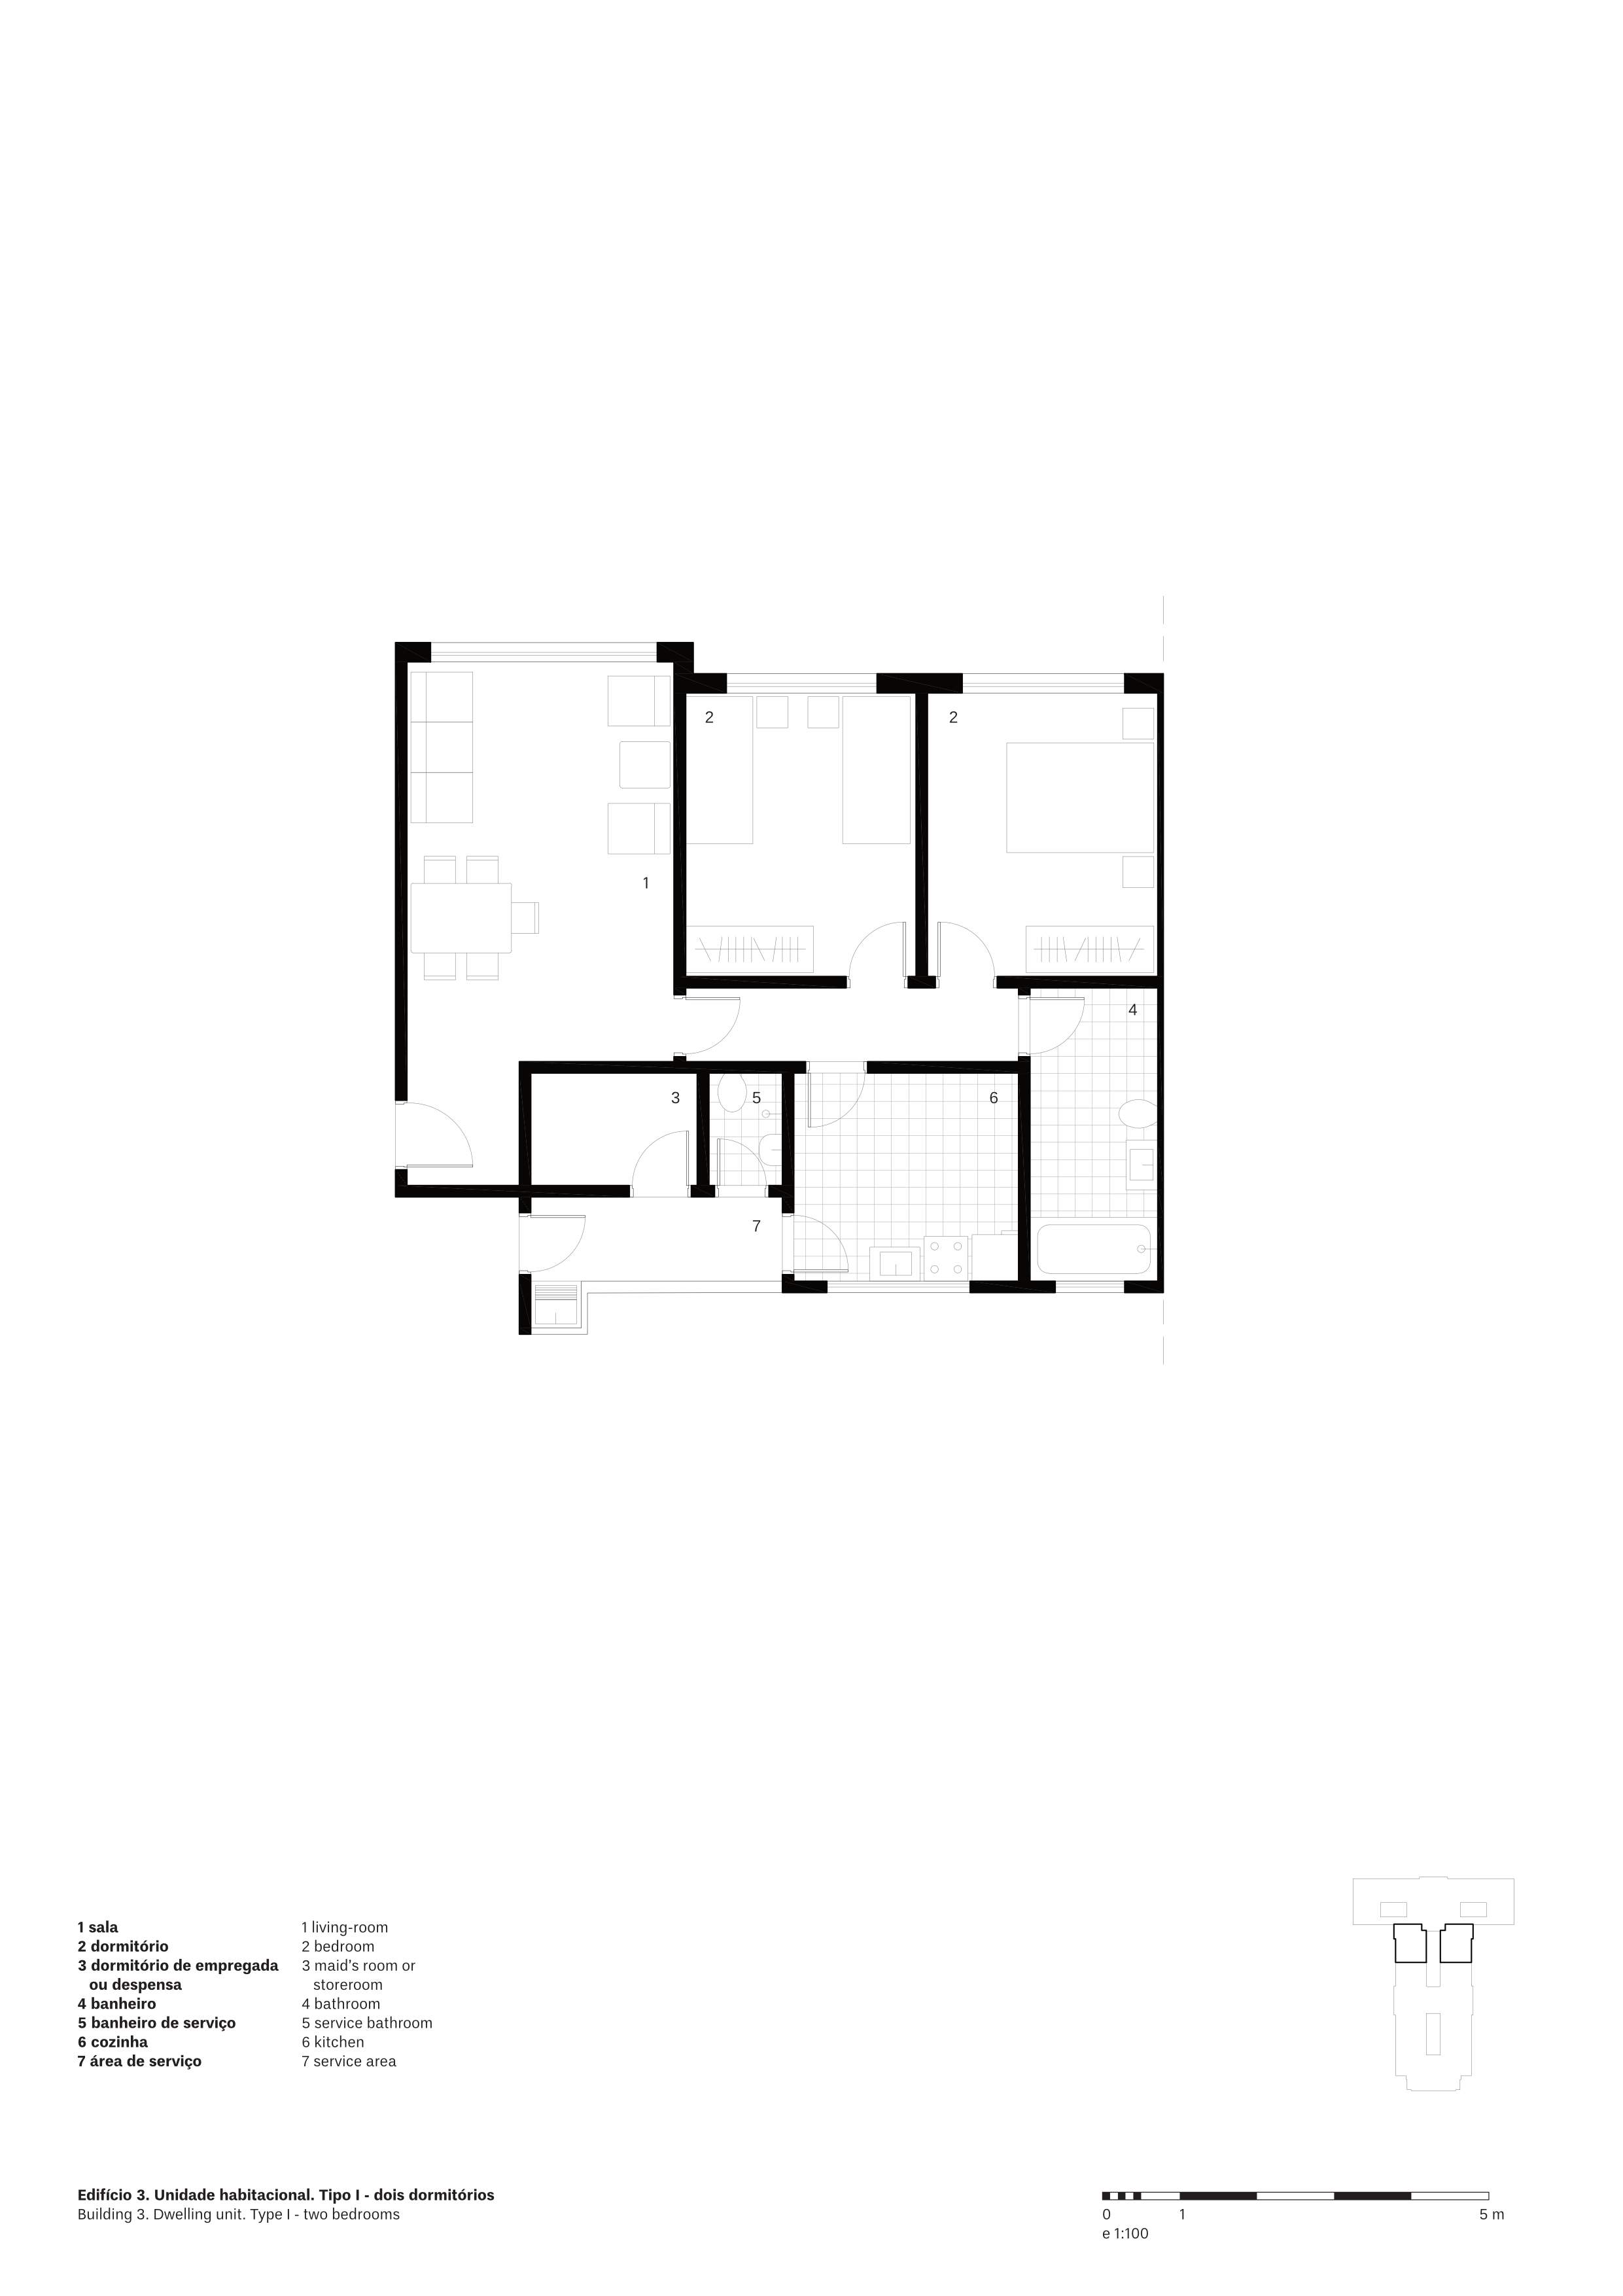 2
2
1
4
3
5
6
7
1 sala
2 dormitório
3 dormitório de empregada
ou despensa
4 banheiro
5 banheiro de serviço
6 cozinha
7 área de serviço
1 living-room
2 bedroom
3 maid's room or
storeroom
4 bathroom
5 service bathroom
6 kitchen
7 service area
Edifício 3. Unidade habitacional. Tipo I - dois dormitórios
Building 3. Dwelling unit. Type I - two bedrooms
0 1 5 m
e 1:100